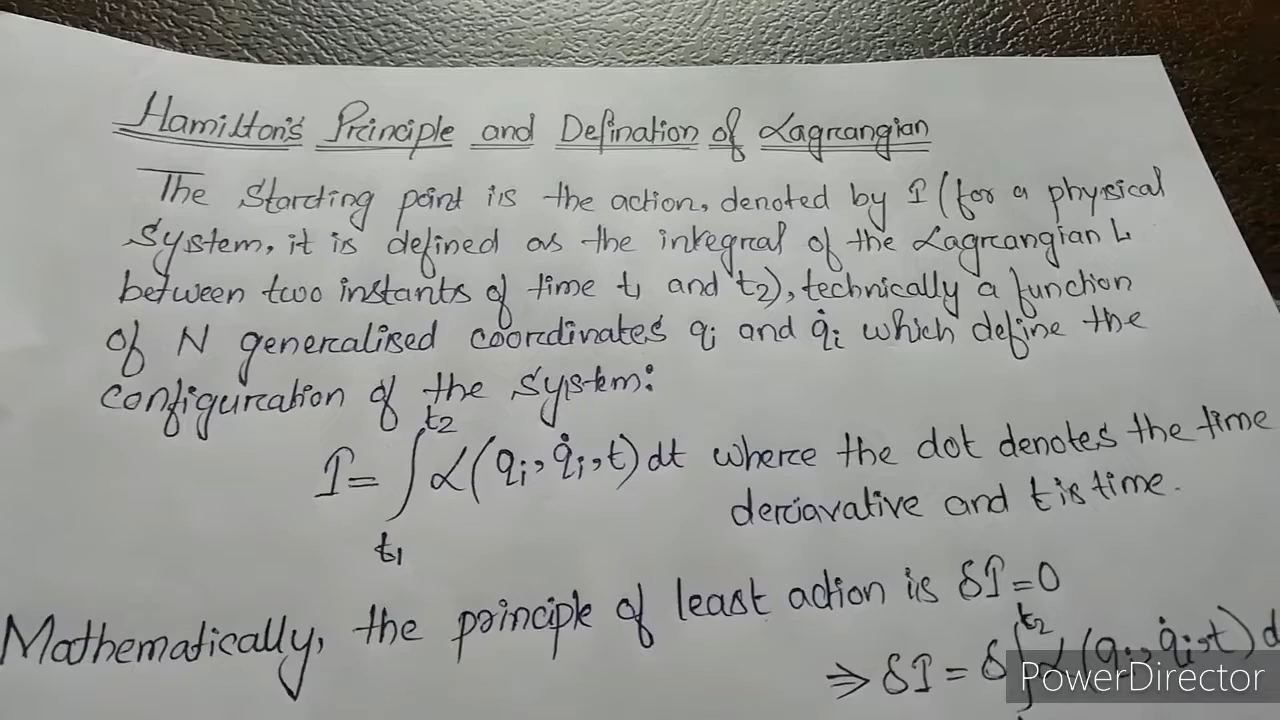 Hamilton's Principle and Defination of Lagrangian
The Starting point is the action, denoted by I (for a physical
System, it is defined as the integral of the Lagrangian L
between two instants of time t₁ and t₂), technically a function
of N generalised coordinates qᵢ and q̇ᵢ which define the
configuration of the System:
I = ∫_{t₁}^{t₂} L(qᵢ, q̇ᵢ, t) dt where the dot denotes the time
deriavative and t is time.
Mathematically, the principle of least action is δI = 0
⇒ δI = δ∫^{t₂} L(qᵢ, q̇ᵢ, t) d
PowerDirector